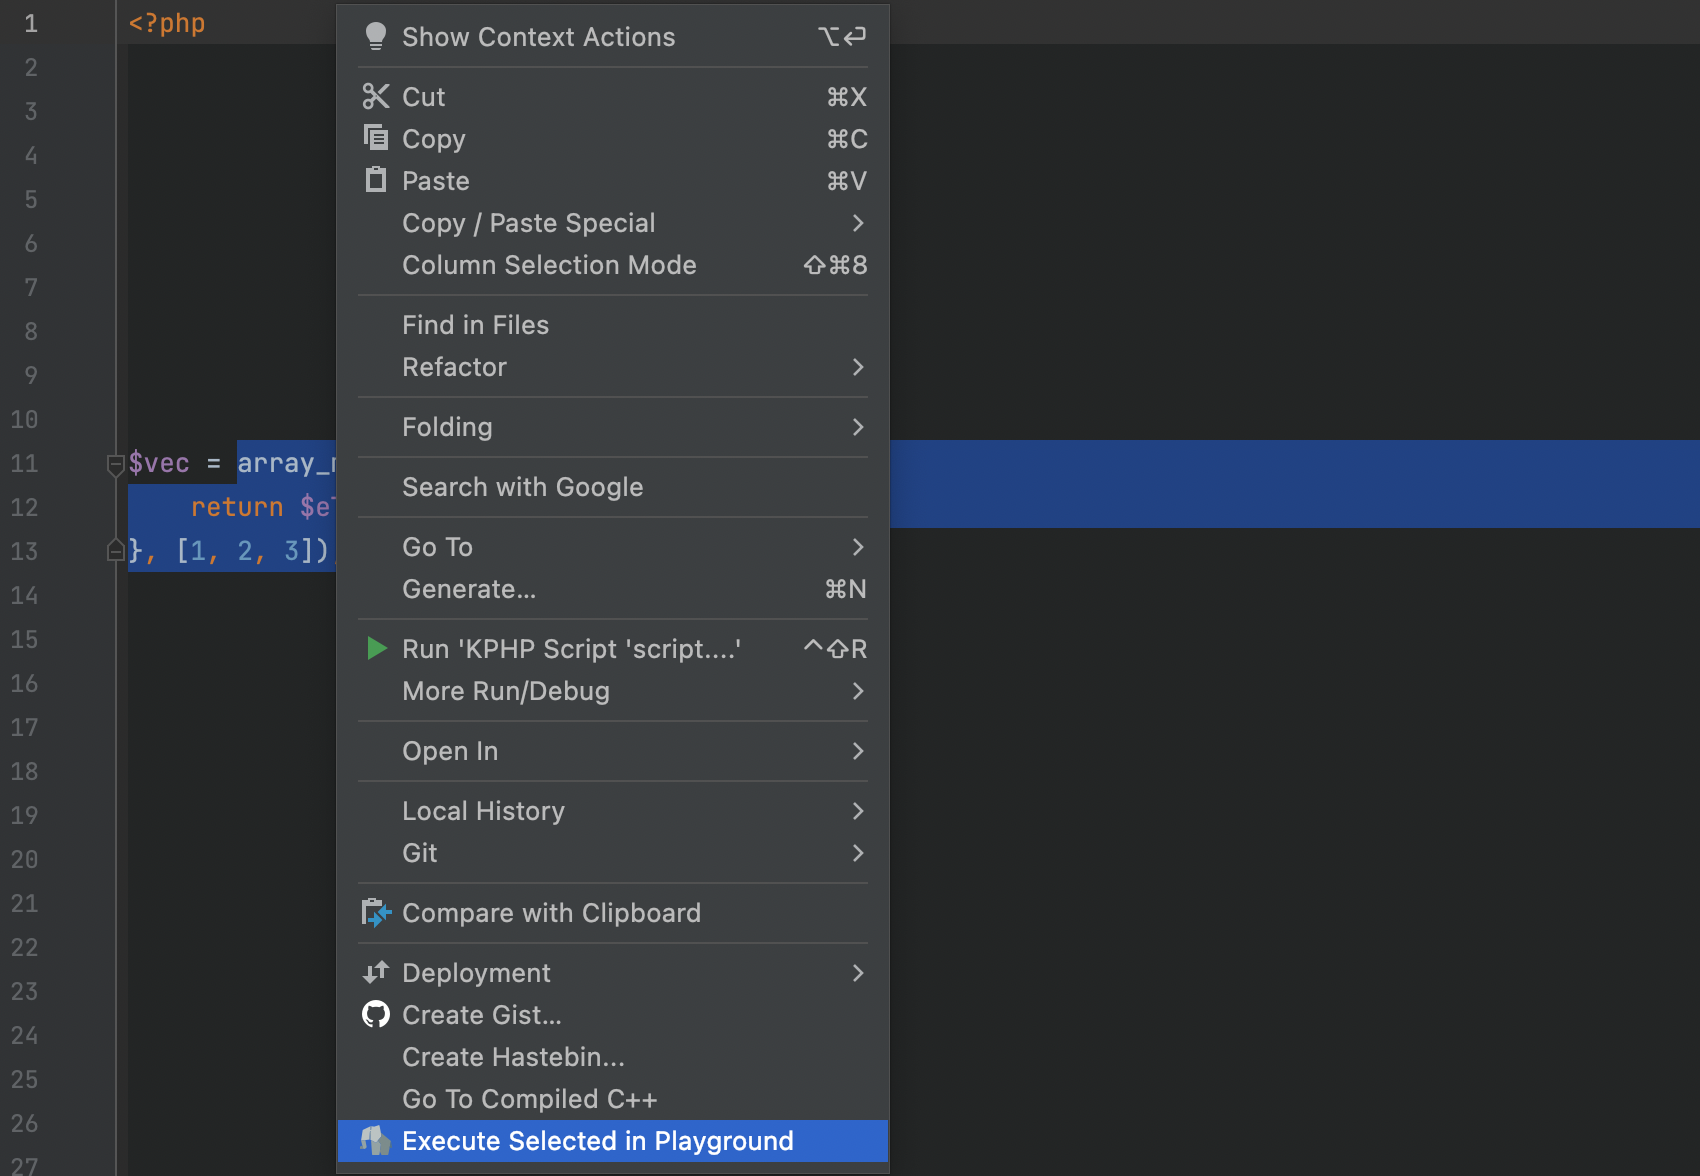 1 <?php
2
3
4
5
6
7
8
9
10
11 $vec = array_
12 return $e
13 }, [1, 2, 3])
14
15
16
17
18
19
20
21
22
23
24
25
26
27
Show Context Actions ⌥⏎
Cut ⌘X
Copy ⌘C
Paste ⌘V
Copy / Paste Special >
Column Selection Mode ⇧⌘8
Find in Files
Refactor >
Folding >
Search with Google
Go To >
Generate... ⌘N
Run 'KPHP Script 'script....' ^⇧R
More Run/Debug >
Open In >
Local History >
Git >
Compare with Clipboard
Deployment >
Create Gist...
Create Hastebin...
Go To Compiled C++
Execute Selected in Playground